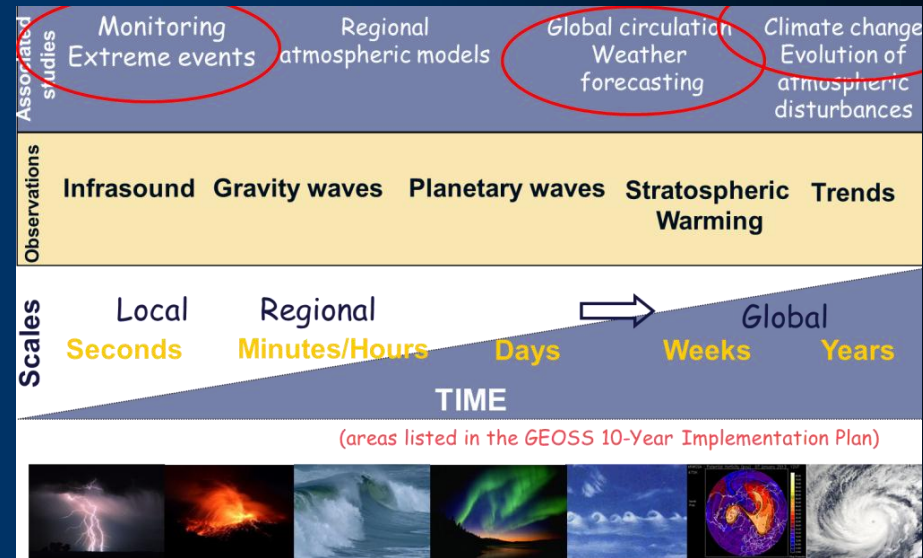 Associated
studies
Monitoring
Extreme events
Regional
atmospheric models
Global circulation
Weather
forecasting
Climate change
Evolution of
atmospheric
disturbances
Observations
Infrasound
Gravity waves
Planetary waves
Stratospheric
Warming
Trends
Scales
Local
Regional
Global
Seconds
Minutes/Hours
Days
Weeks
Years
TIME
(areas listed in the GEOSS 10-Year Implementation Plan)